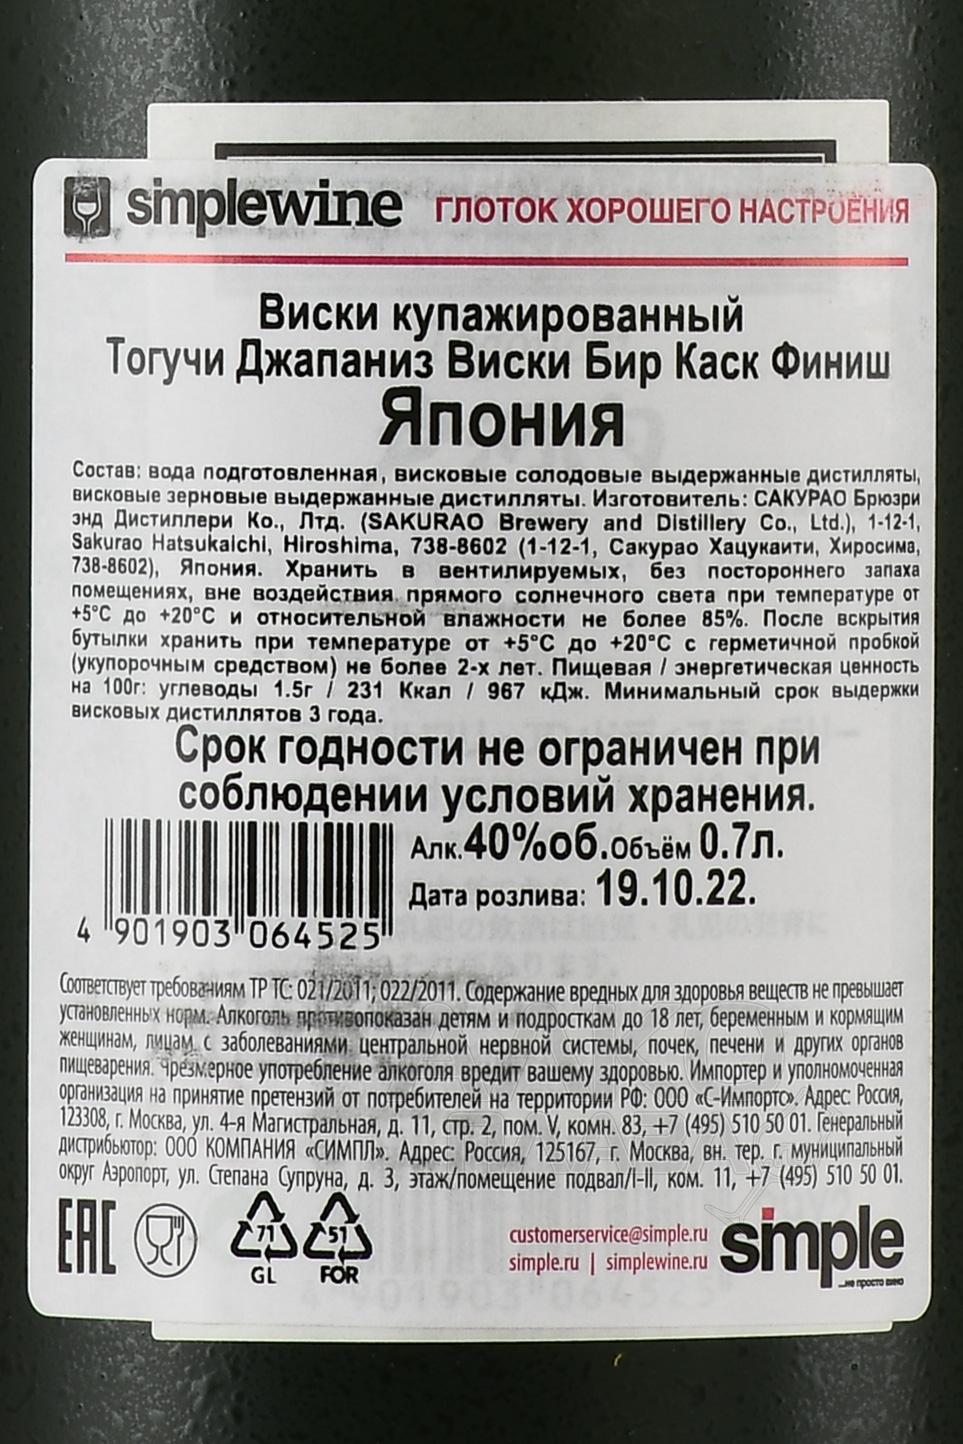 simplewine ГЛОТОК ХОРОШЕГО НАСТРОЕНИЯ
Виски купажированный
Тогучи Джапаниз Виски Бир Каск Финиш
Япония
Состав: вода подготовленная, висковые солодовые выдержанные дистилляты,
висковые зерновые выдержанные дистилляты. Изготовитель: САКУРАО Брюэри
энд Дистиллери Ко., Лтд. (SAKURAO Brewery and Distillery Co., Ltd.), 1-12-1,
Sakurao Hatsukaichi, Hiroshima, 738-8602 (1-12-1, Сакурао Хацукаити, Хиросима,
738-8602), Япония. Хранить в вентилируемых, без постороннего запаха
помещениях, вне воздействия прямого солнечного света при температуре от
+5°С до +20°С и относительной влажности не более 85%. После вскрытия
бутылки хранить при температуре от +5°С до +20°С с герметичной пробкой
(укупорочным средством) не более 2-х лет. Пищевая / энергетическая ценность
на 100г: углеводы 1.5г / 231 Ккал / 967 кДж. Минимальный срок выдержки
висковых дистиллятов 3 года.
Срок годности не ограничен при
соблюдении условий хранения.
Алк.40%об.Объём 0.7л.
Дата розлива: 19.10.22.
4 901903 064525
Соответствует требованиям ТР ТС: 021/2011; 022/2011. Содержание вредных для здоровья веществ не превышает
установленных норм. Алкоголь противопоказан детям и подросткам до 18 лет, беременным и кормящим
женщинам, лицам с заболеваниями центральной нервной системы, почек, печени и других органов
пищеварения. Чрезмерное употребление алкоголя вредит вашему здоровью. Импортер и уполномоченная
организация на принятие претензий от потребителей на территории РФ: ООО «С-Импортс». Адрес: Россия,
123308, г. Москва, ул. 4-я Магистральная, д. 11, стр. 2, пом. V, комн. 83, +7 (495) 510 50 01. Генеральный
дистрибьютор: ООО КОМПАНИЯ «СИМПЛ». Адрес: Россия, 125167, г. Москва, вн. тер. г. муниципальный
округ Аэропорт, ул. Степана Супруна, д. 3, этаж/помещение подвал/I-II, ком. 11, +7 (495) 510 50 01.
EAC
71
GL
51
FOR
customerservice@simple.ru
simple.ru | simplewine.ru
simple
...не просто вино